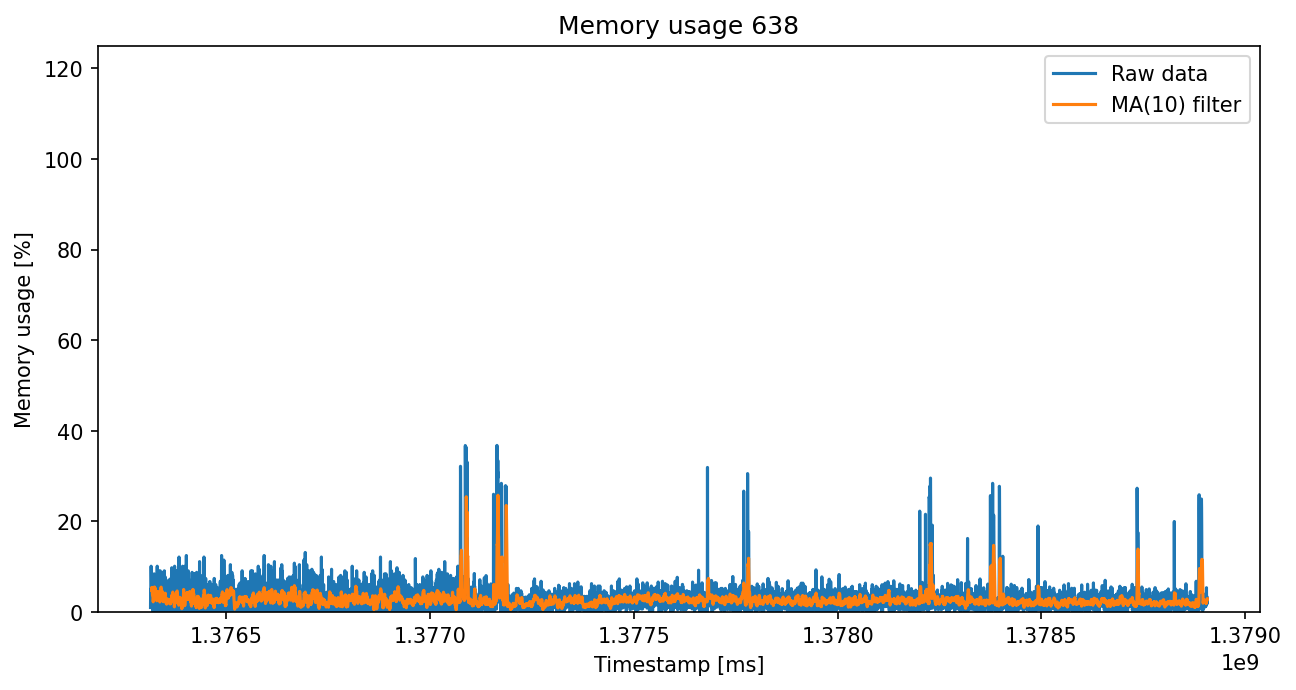 Memory usage 638
Raw data
MA(10) filter
Memory usage [%]
120
100
80
60
40
20
0
1.3765 1.3770 1.3775 1.3780 1.3785 1.3790
1e9
Timestamp [ms]